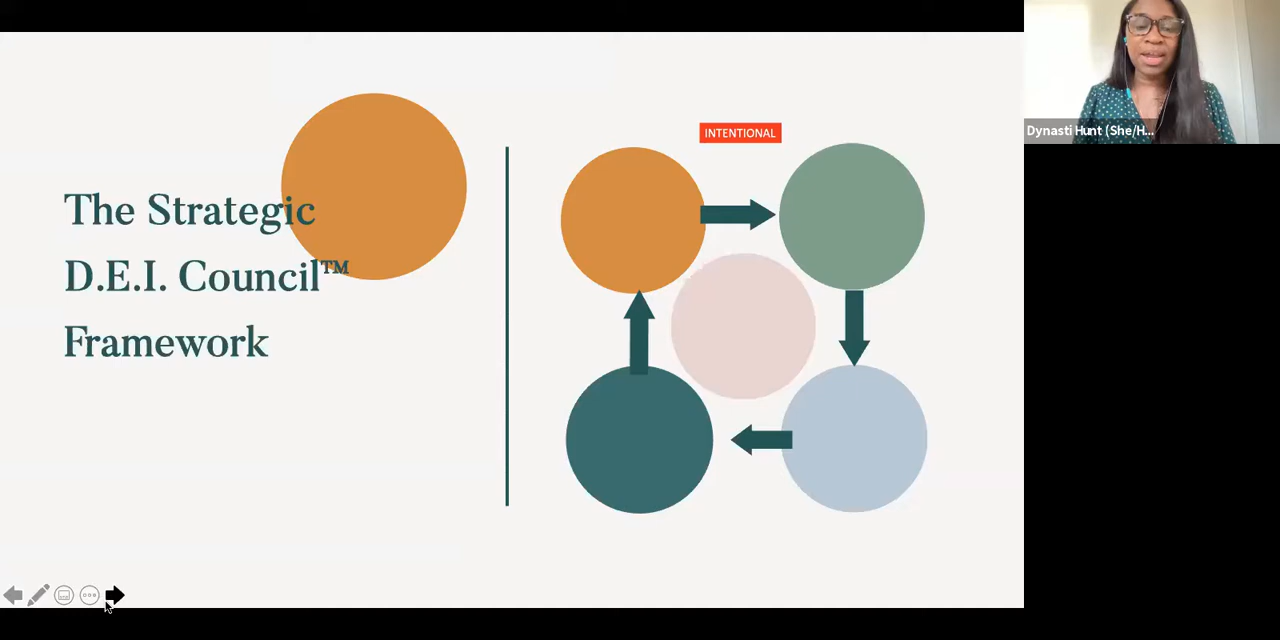 The Strategic
D.E.I. Council™
Framework
INTENTIONAL
Dynasti Hunt (She/H...